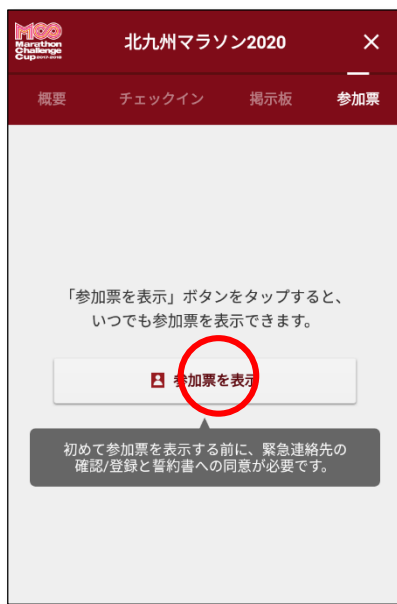 MCC
Marathon
Challenge
Cup 2017-2018
北九州マラソン2020
×
概要 チェックイン 掲示板 参加票
「参加票を表示」ボタンをタップすると、
いつでも参加票を表示できます。
参加票を表示
初めて参加票を表示する前に、緊急連絡先の
確認/登録と誓約書への同意が必要です。